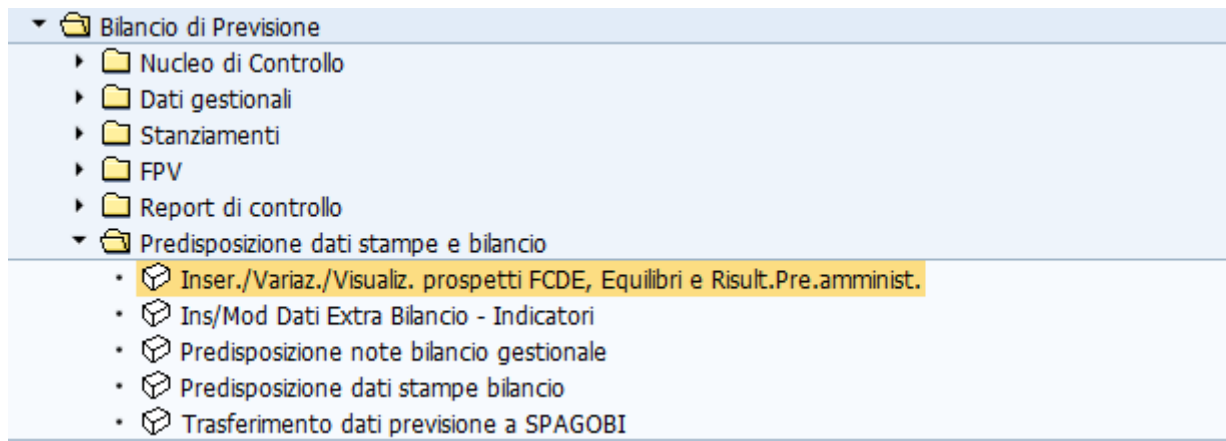 Bilancio di Previsione
Nucleo di Controllo
Dati gestionali
Stanziamenti
FPV
Report di controllo
Predisposizione dati stampe e bilancio
Inser./Variaz./Visualiz. prospetti FCDE, Equilibri e Risult.Pre.amminist.
Ins/Mod Dati Extra Bilancio - Indicatori
Predisposizione note bilancio gestionale
Predisposizione dati stampe bilancio
Trasferimento dati previsione a SPAGOBI